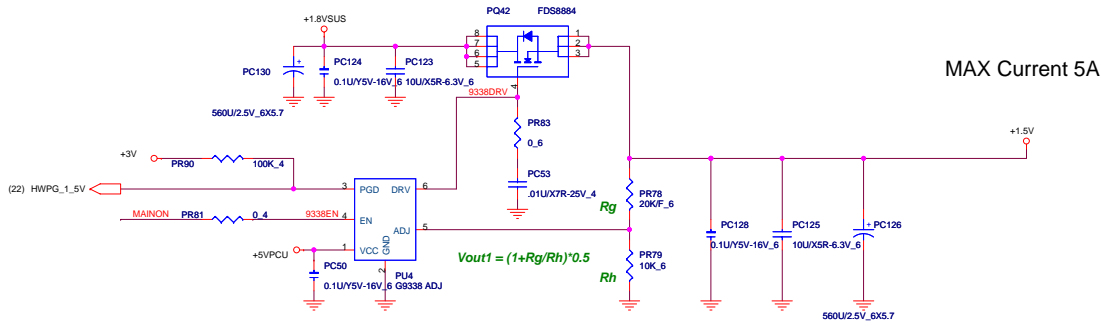 PQ42 FDS8884
+1.8VSUS
8 1
7 2
6 3
5
4
MAX Current 5A
PC130
+
560U/2.5V_6X5.7
PC124
0.1U/Y5V-16V_6
PC123
10U/X5R-6.3V_6
9338DRV
PR83
0_6
PC53
.01U/X7R-25V_4
+1.5V
+3V
PR90 100K_4
(22) HWPG_1_5V
3 PGD DRV 6
MAINON PR81 0_4 9338EN
4 EN
ADJ 5
1 VCC GND
2
+5VPCU
PC50
0.1U/Y5V-16V_6
PU4
G9338 ADJ
Rg
PR78
20K/F_6
Vout1 = (1+Rg/Rh)*0.5
PR79
10K_6
Rh
PC128
0.1U/Y5V-16V_6
PC125
10U/X5R-6.3V_6
+
PC126
560U/2.5V_6X5.7